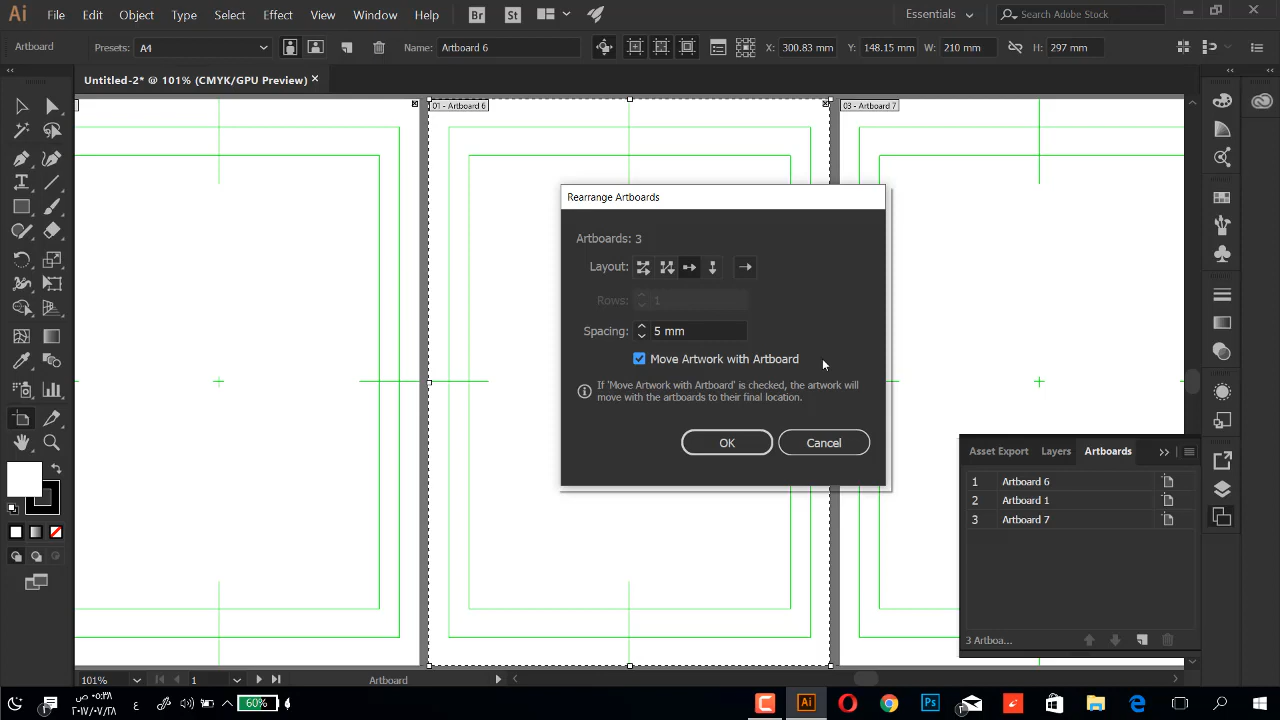 Ai File Edit Object Type Select Effect View Window Help Br St Essentials Search Adobe Stock
Artboard Presets: A4 Name: Artboard 6 X: 300.83 mm Y: 148.15 mm W: 210 mm H: 297 mm
Untitled-2* @ 101% (CMYK/GPU Preview)
01 - Artboard 6
03 - Artboard 7
Rearrange Artboards
Artboards: 3
Layout:
Rows: 1
Spacing: 5 mm
Move Artwork with Artboard
If 'Move Artwork with Artboard' is checked, the artwork will
move with the artboards to their final location.
OK Cancel
Asset Export Layers Artboards
1 Artboard 6
2 Artboard 1
3 Artboard 7
3 Artboa...
101% 1 Artboard
60%
ع
Ai Ps